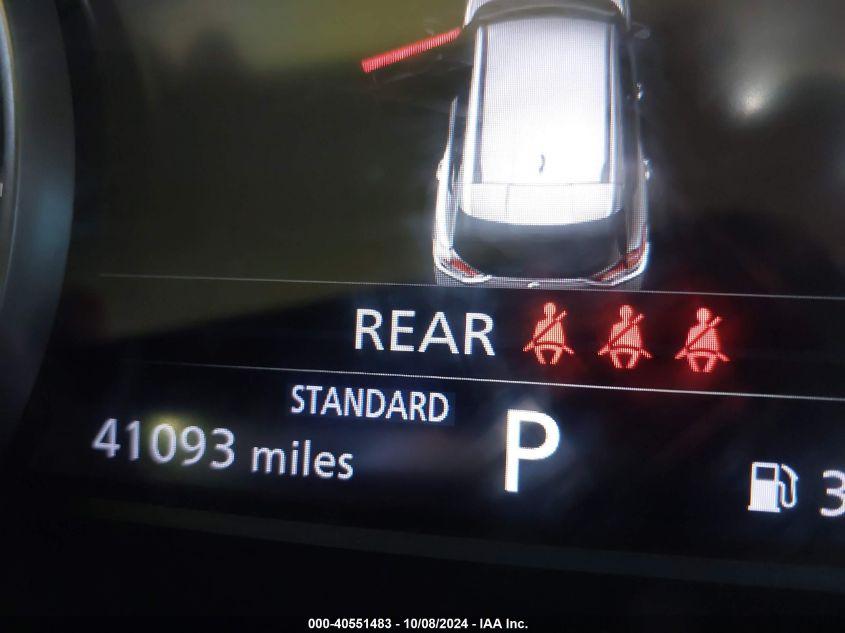 REAR
STANDARD
41093 miles P
000-40551483 - 10/08/2024 - IAA Inc.